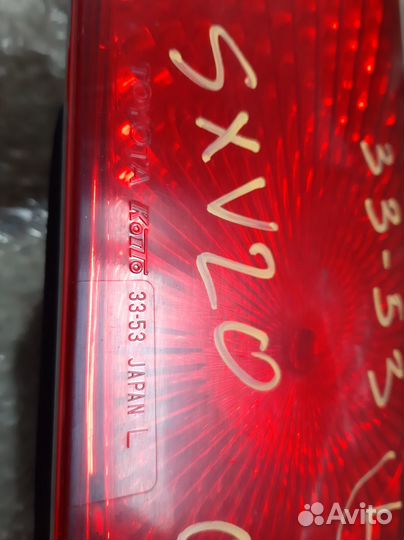 SXV20
33-53
TOYOTA KOITO
33-53 JAPAN L
Avito